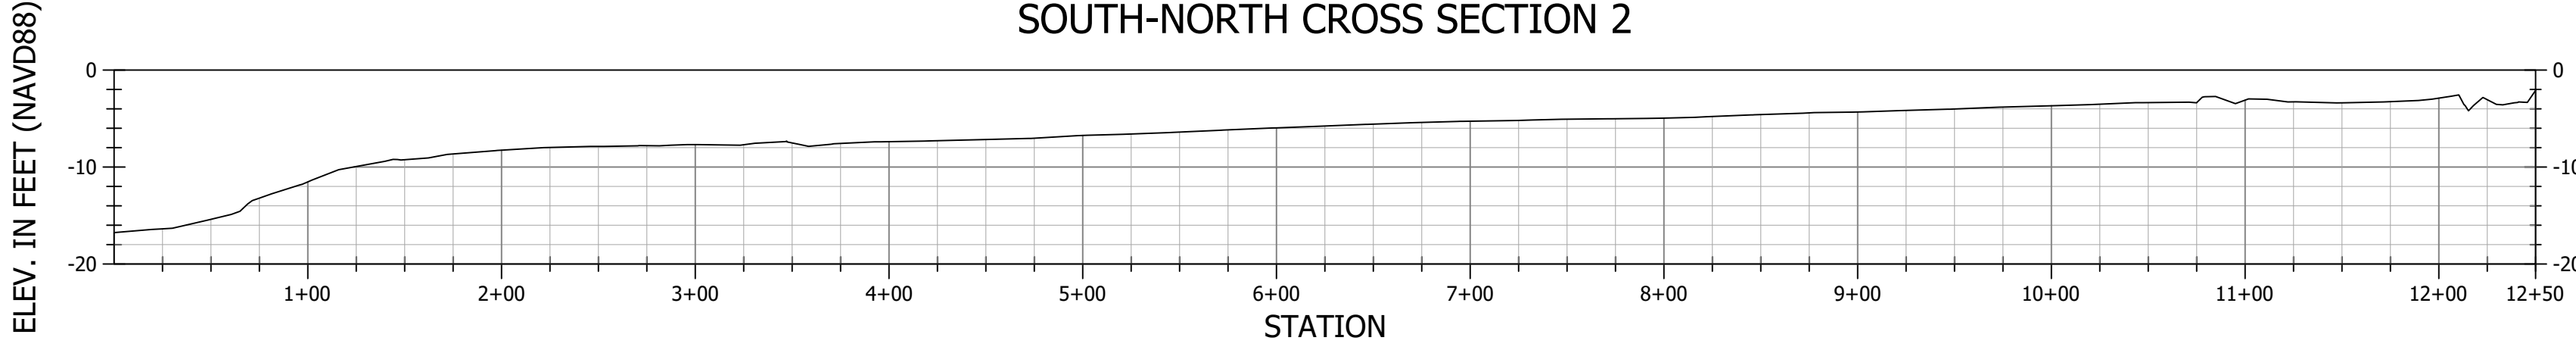 SOUTH-NORTH CROSS SECTION 2
ELEV. IN FEET (NAVD88)
0 0
-10 -10
-20 -20
1+00 2+00 3+00 4+00 5+00 6+00 7+00 8+00 9+00 10+00 11+00 12+00 12+50
STATION